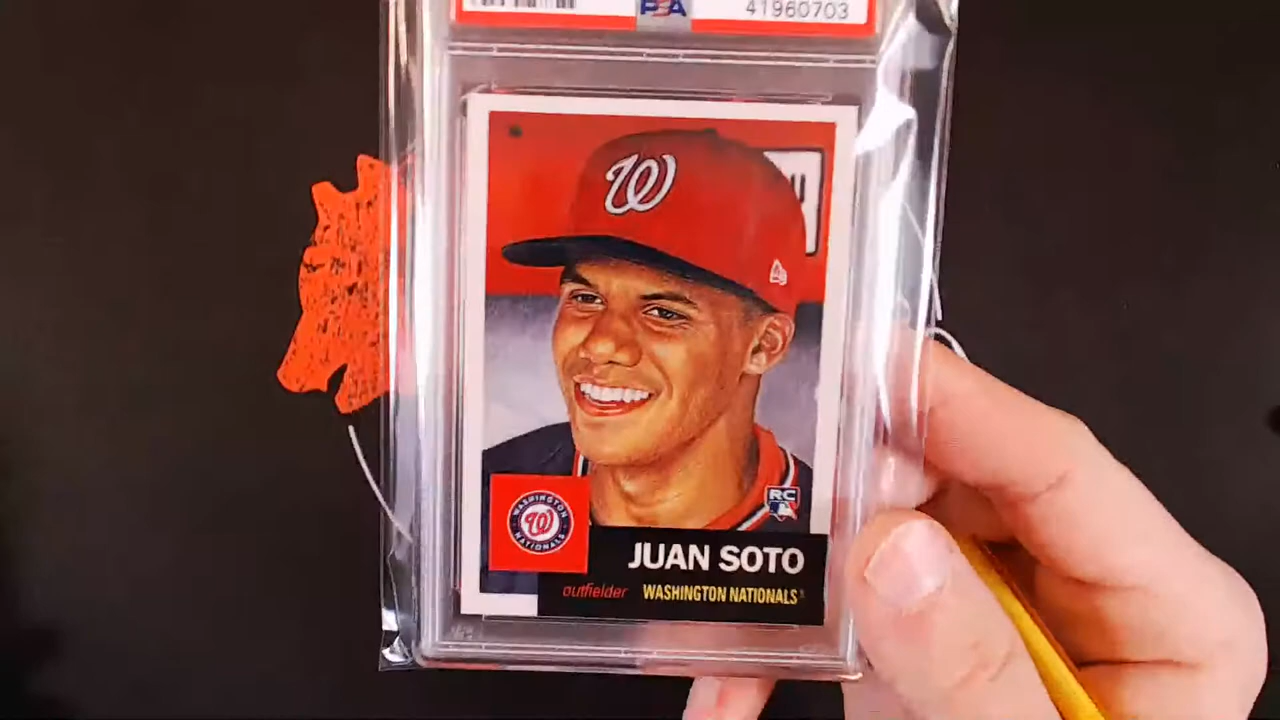 PSA
41960703
W
RC
WASHINGTON
W
NATIONALS
JUAN SOTO
outfielder WASHINGTON NATIONALS